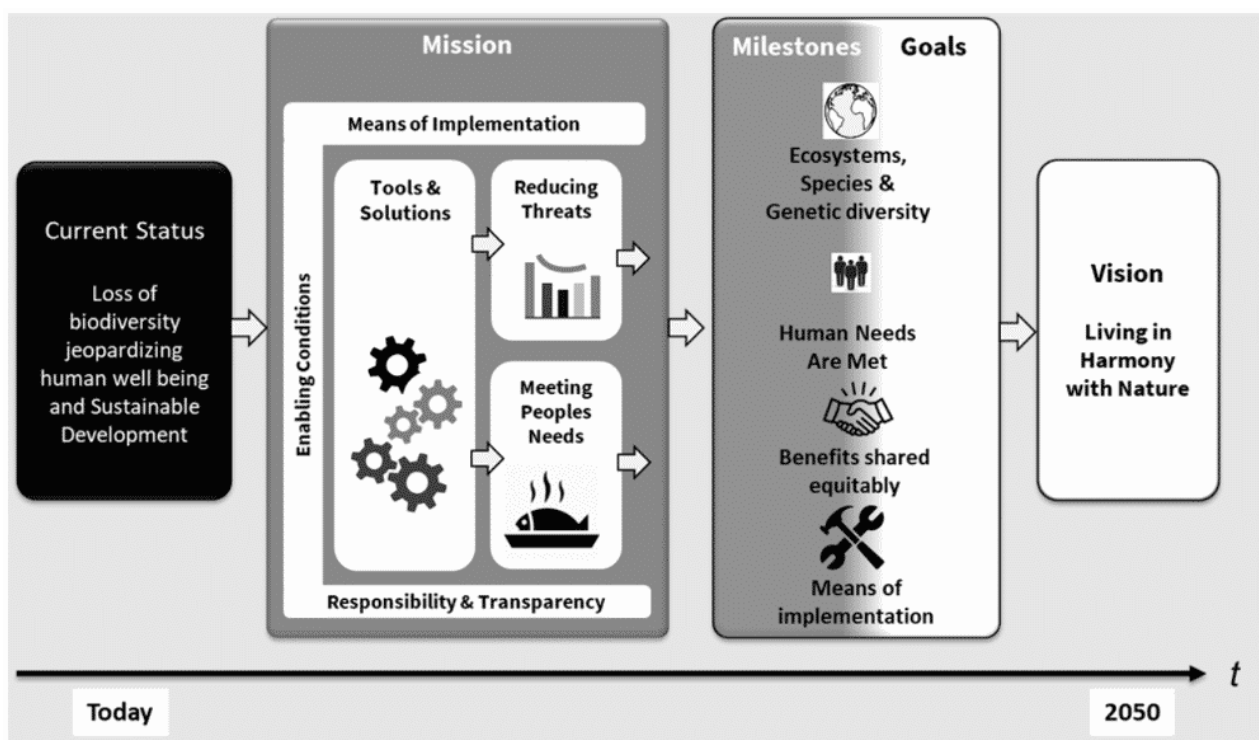 Current Status
Loss of
biodiversity
jeopardizing
human well being
and Sustainable
Development
Mission
Means of Implementation
Enabling Conditions
Tools &
Solutions
Reducing
Threats
Meeting
Peoples
Needs
Responsibility & Transparency
Milestones Goals
Ecosystems,
Species &
Genetic diversity
Human Needs
Are Met
Benefits shared
equitably
Means of
implementation
Vision
Living in
Harmony
with Nature
t
Today
2050